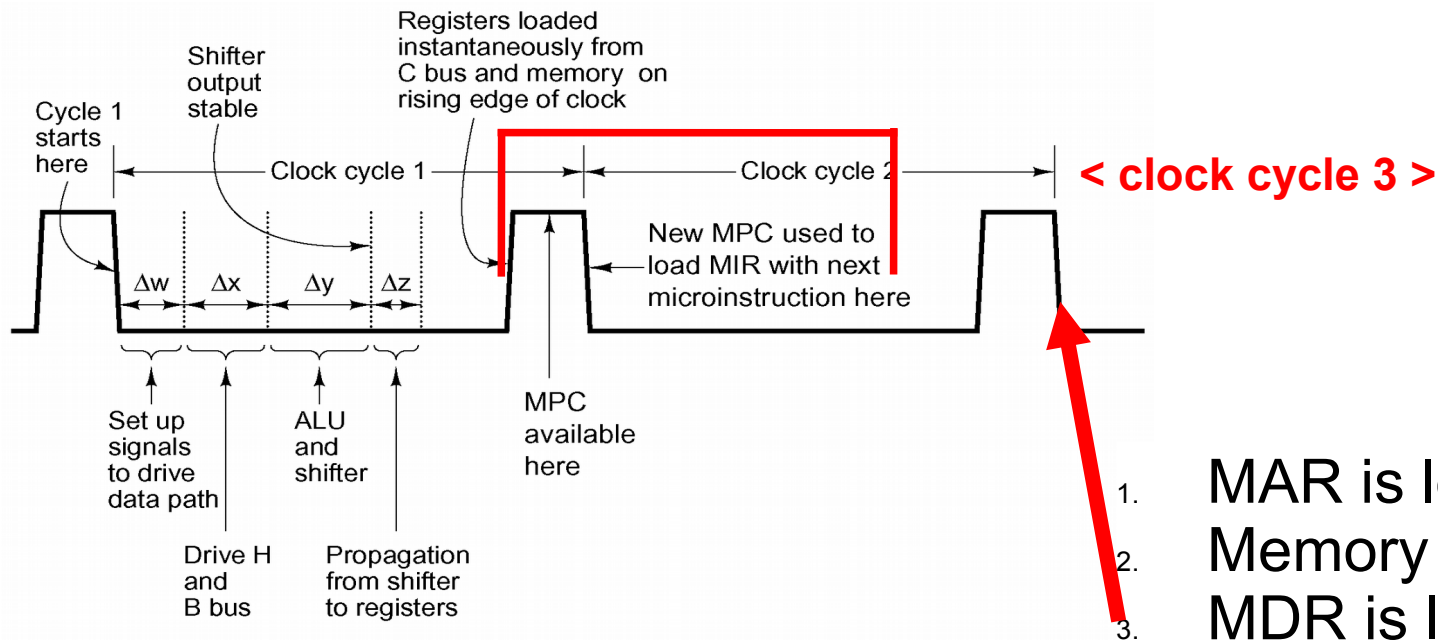 Registers loaded
instantaneously from
C bus and memory on
rising edge of clock
Shifter
output
stable
Cycle 1
starts
here
Clock cycle 1
Clock cycle 2
< clock cycle 3 >
New MPC used to
load MIR with next
microinstruction here
Δw Δx Δy Δz
Set up
signals
to drive
data path
ALU
and
shifter
MPC
available
here
Drive H
and
B bus
Propagation
from shifter
to registers
1. MAR is
2. Memory
3. MDR is